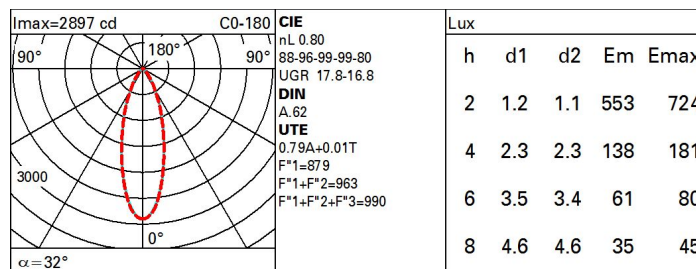 Imax=2897 cd C0-180
90° 180° 90°
3000
0°
α=32°
CIE
nL 0.80
88-96-99-99-80
UGR 17.8-16.8
DIN
A.62
UTE
0.79A+0.01T
F"1=879
F"1+F"2=963
F"1+F"2+F"3=990
Lux
h d1 d2 Em Emax
2 1.2 1.1 553 724
4 2.3 2.3 138 181
6 3.5 3.4 61 80
8 4.6 4.6 35 45